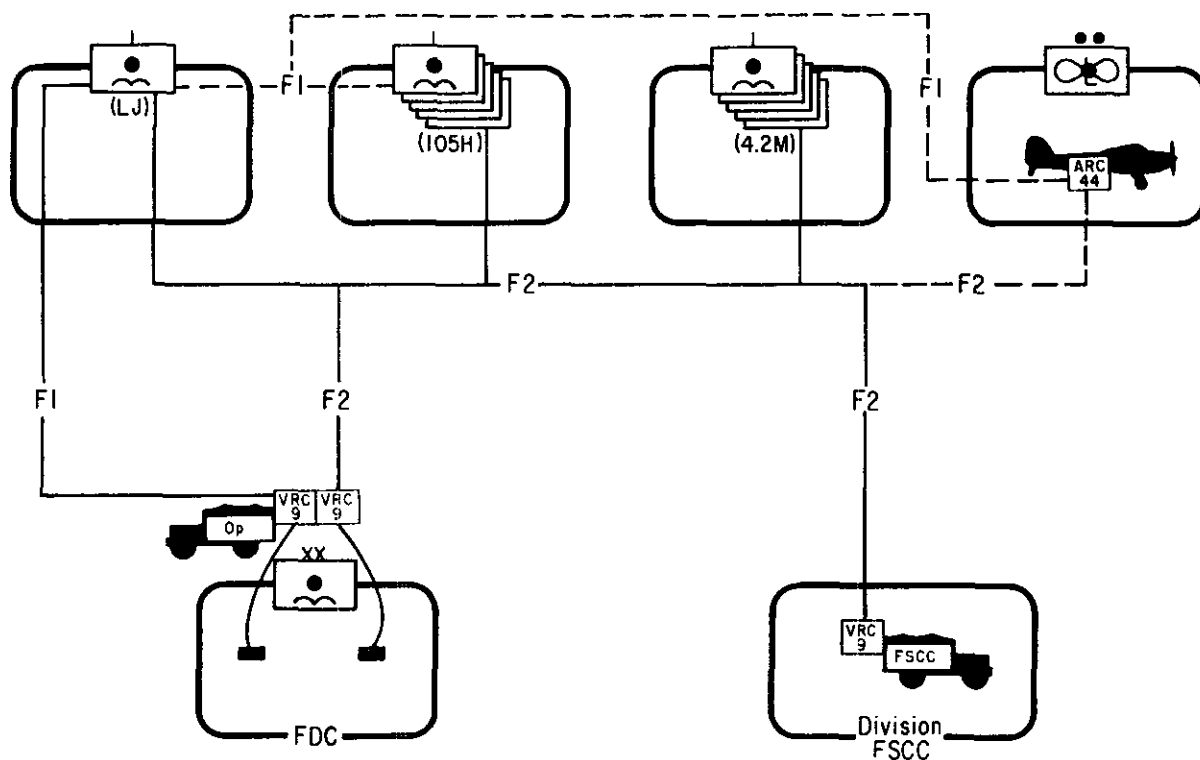 (LJ)
F1
(105H)
(4.2M)
F1
ARC
44
F2
F2
F1
F2
F2
VRC
9
VRC
9
Op
XX
FDC
VRC
9
FSCC
Division
FSCC